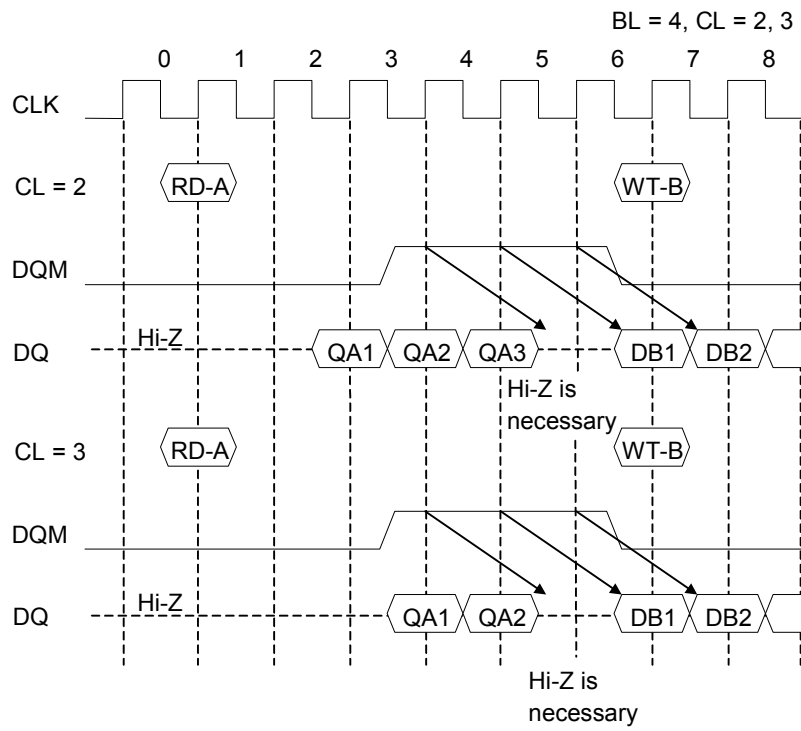 BL = 4, CL = 2, 3
0 1 2 3 4 5 6 7 8
CLK
CL = 2 RD-A WT-B
DQM
DQ Hi-Z QA1 QA2 QA3 DB1 DB2
Hi-Z is
necessary
CL = 3 RD-A WT-B
DQM
DQ Hi-Z QA1 QA2 DB1 DB2
Hi-Z is
necessary